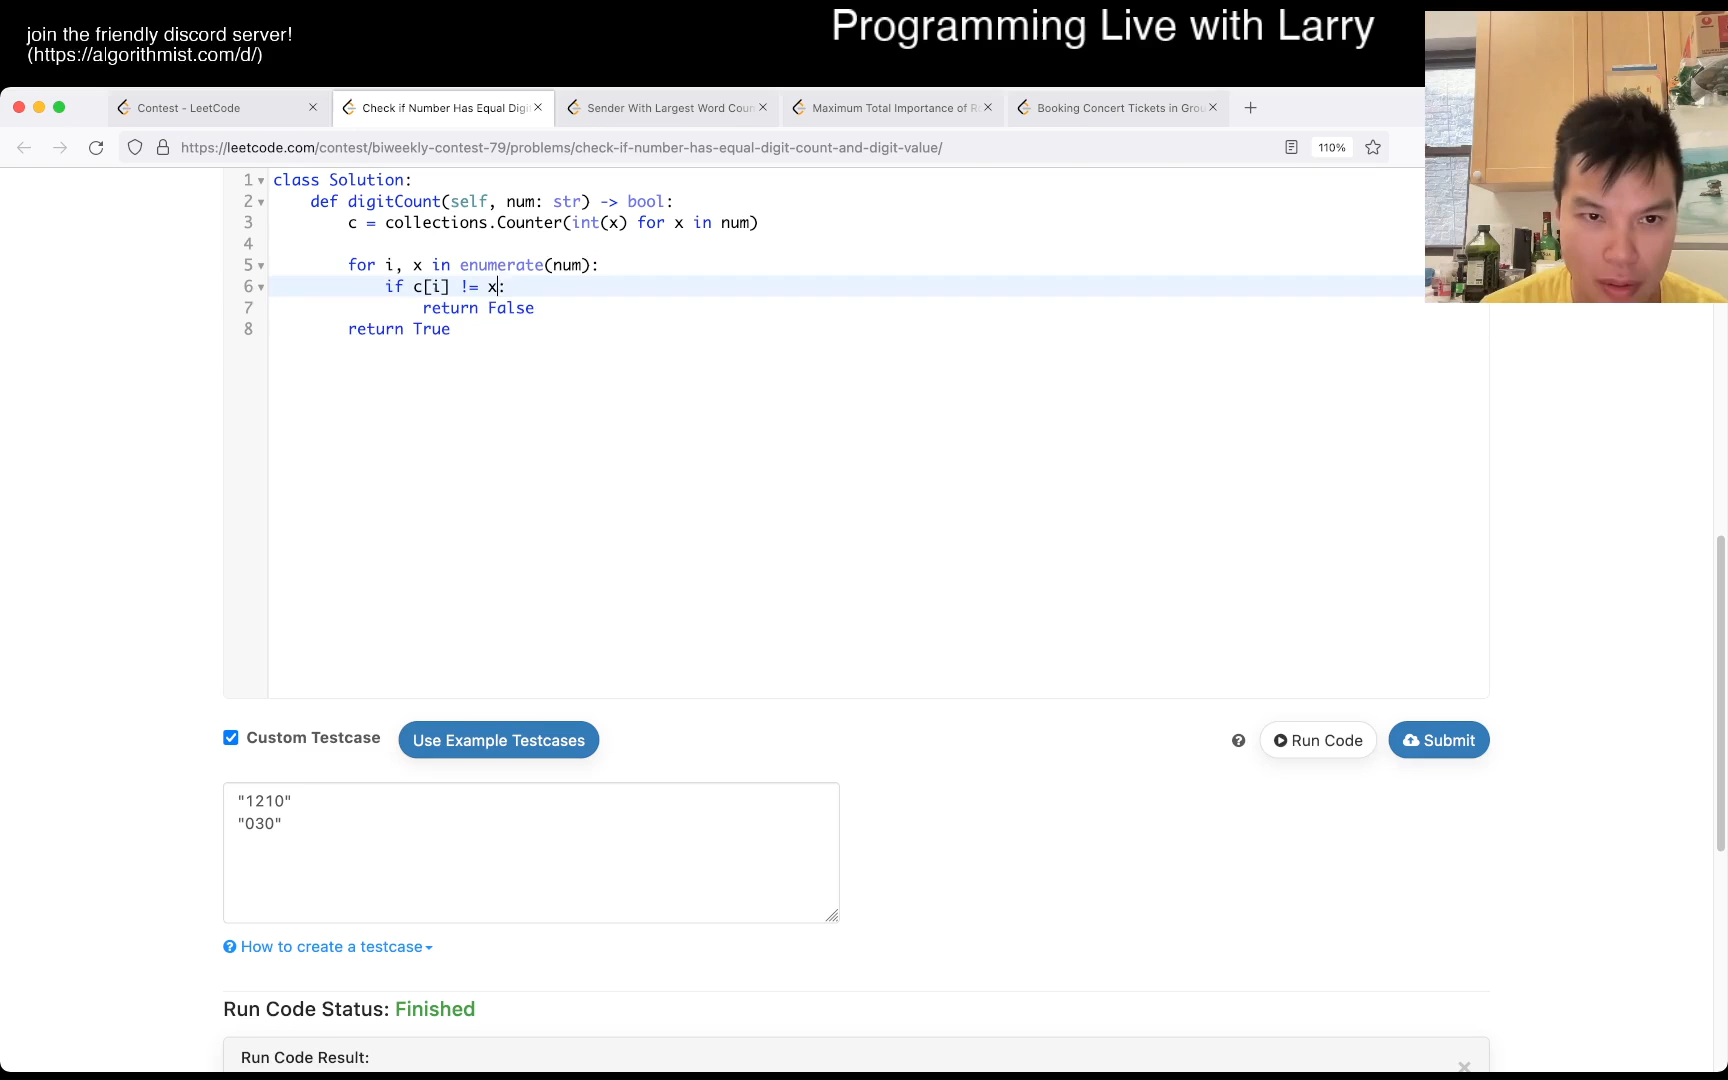 join the friendly discord server!
(https://algorithmist.com/d/)
Programming Live with Larry
Contest - LeetCode
Check if Number Has Equal Digi
Sender With Largest Word Coun
Maximum Total Importance of R
Booking Concert Tickets in Grou
https://leetcode.com/contest/biweekly-contest-79/problems/check-if-number-has-equal-digit-count-and-digit-value/
110%
1 class Solution:
2 def digitCount(self, num: str) -> bool:
3 c = collections.Counter(int(x) for x in num)
4
5 for i, x in enumerate(num):
6 if c[i] != x:
7 return False
8 return True
Custom Testcase
Use Example Testcases
Run Code
Submit
"1210"
"030"
How to create a testcase
Run Code Status: Finished
Run Code Result: